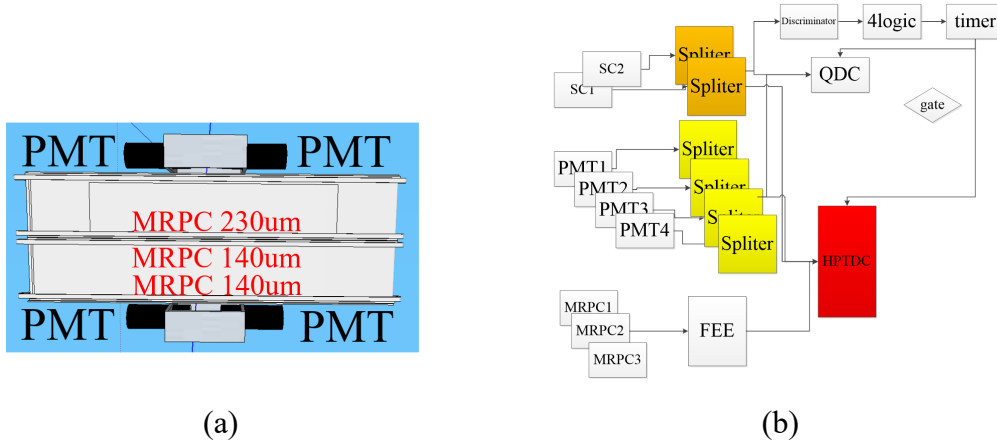 PMT PMT
MRPC 230um
MRPC 140um
MRPC 140um
PMT PMT
(a)
Discriminator
4logic
timer
Spliter
SC2
Spliter
SC1
QDC
gate
Spliter
PMT1
PMT2
Spliter
PMT3
Spliter
PMT4
Spliter
HPTDC
MRPC1
MRPC2
FEE
MRPC3
(b)